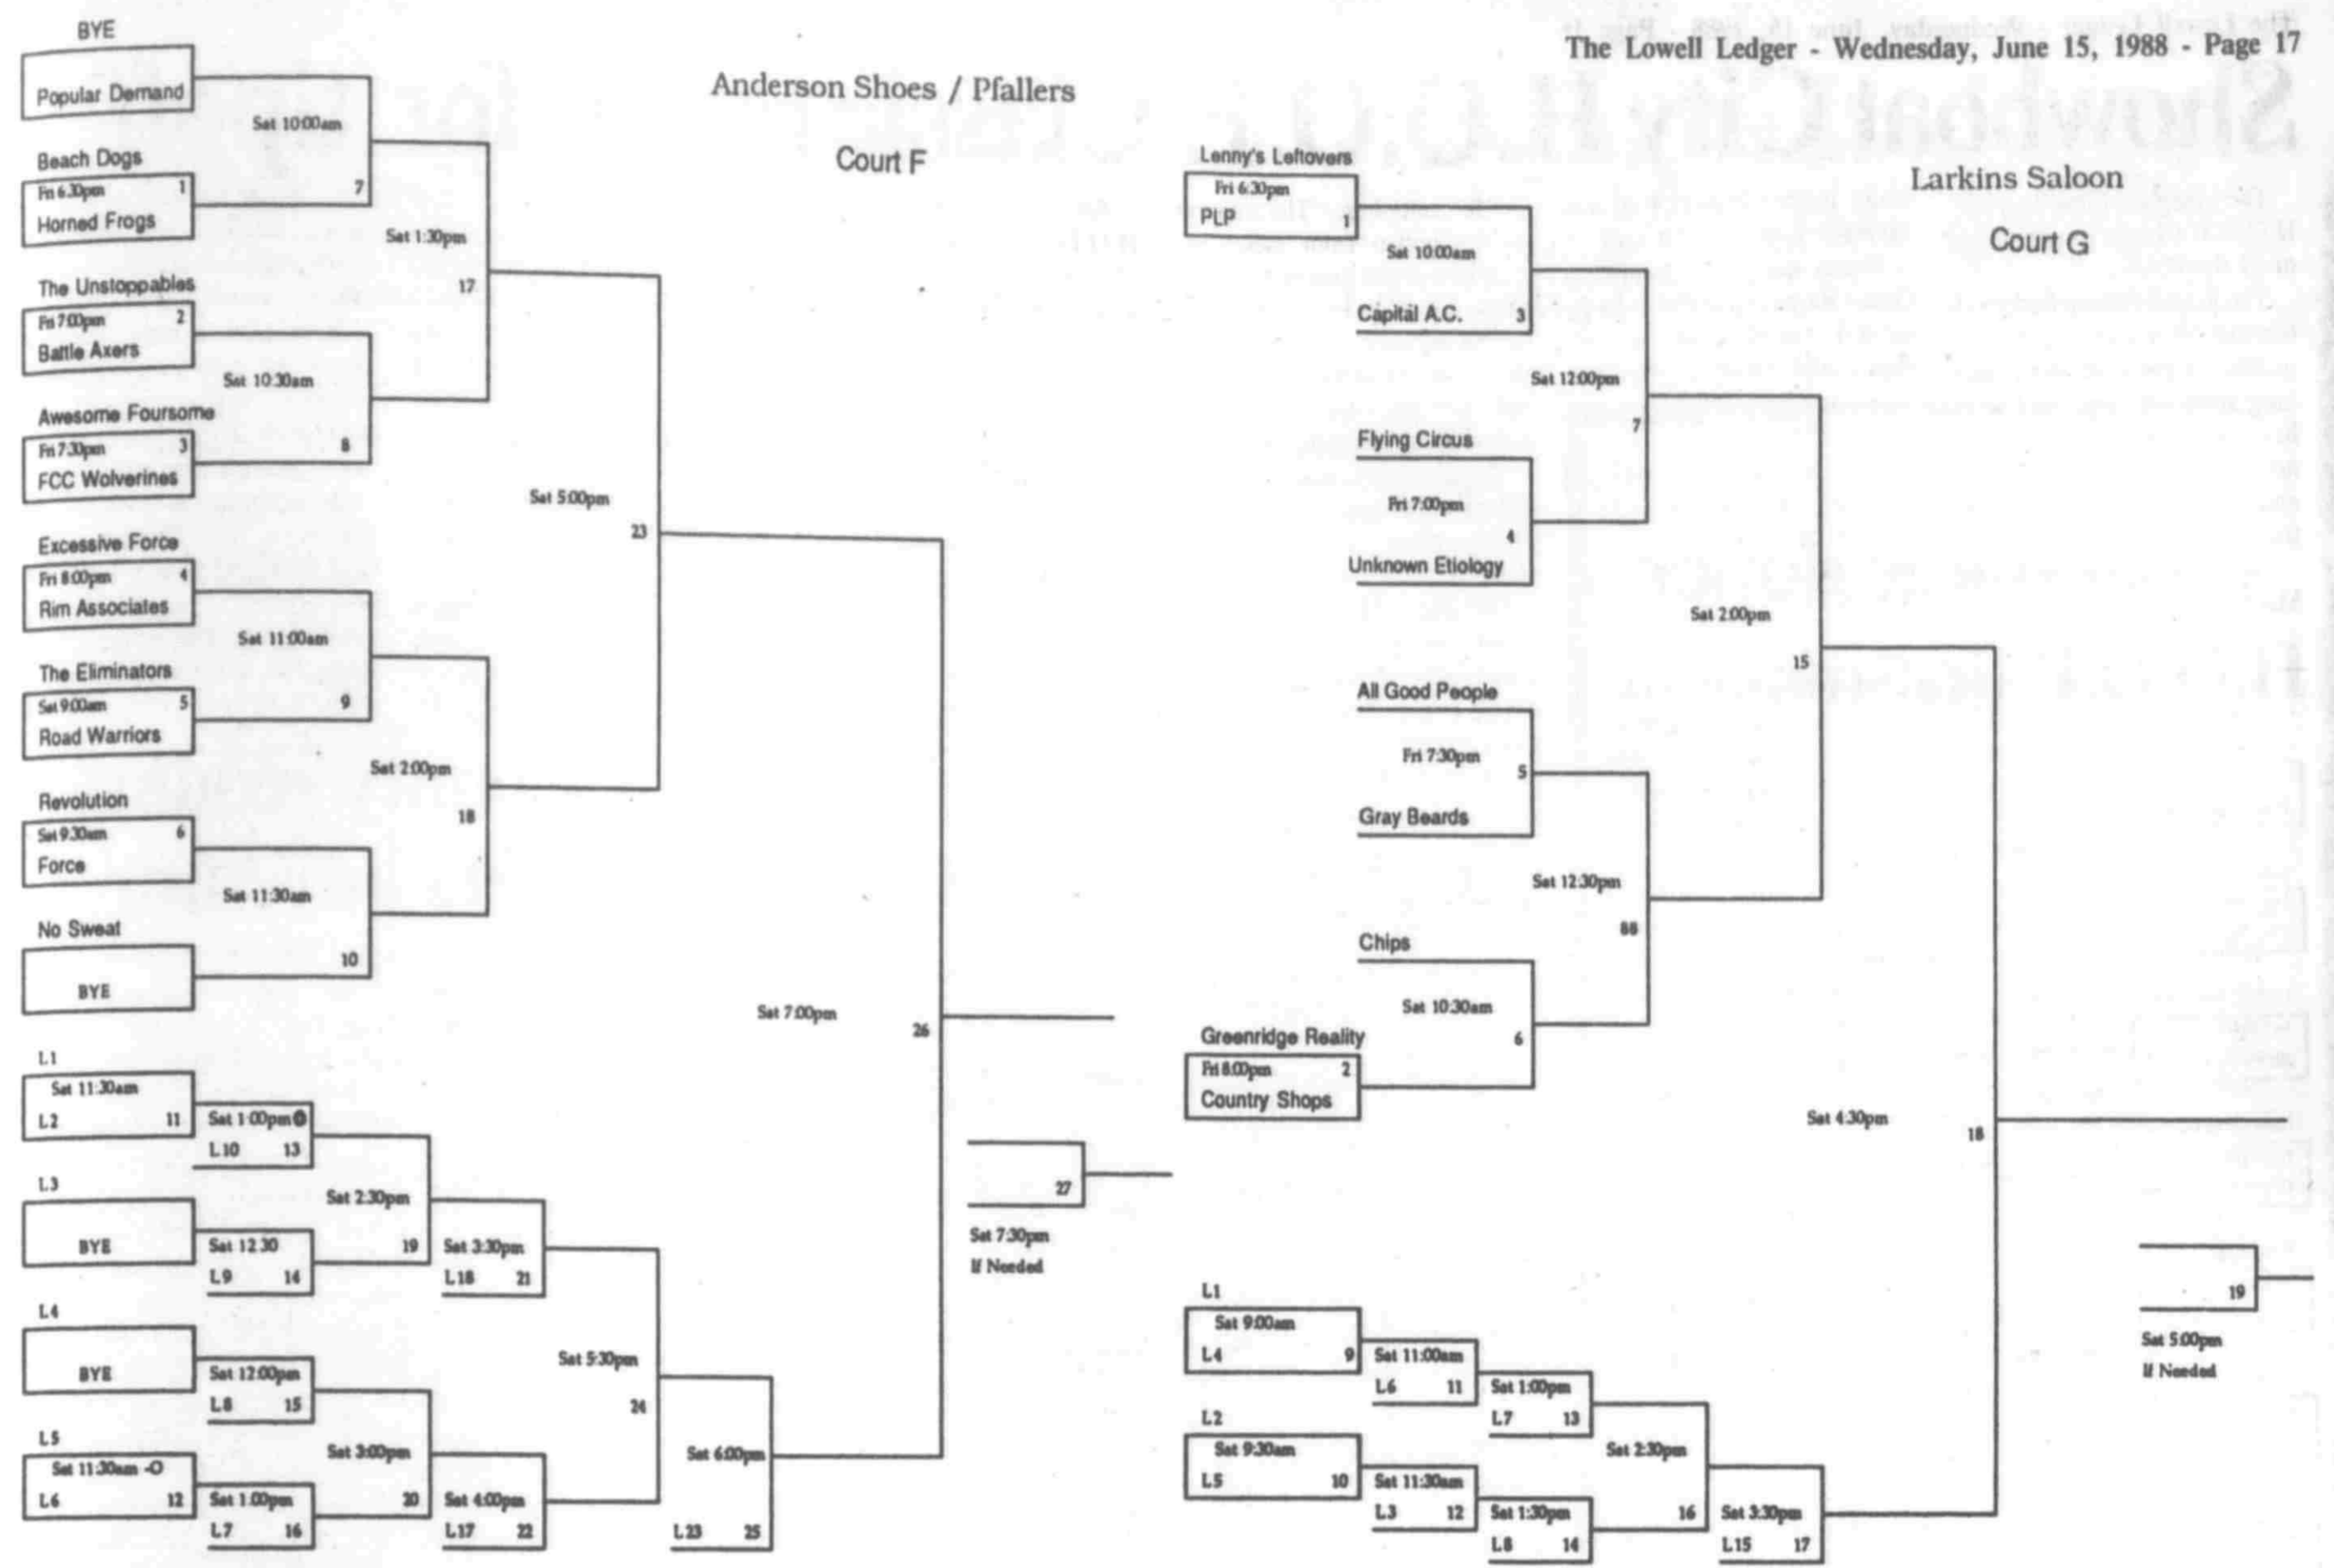 The Lowell Ledger - Wednesday, June 15, 1988 - Page 17
Anderson Shoes / Pfallers
Court F
BYE
Popular Demand
Sat 10:00am
7
Beach Dogs
Fri 6:30pm 1
Horned Frogs
Sat 1:30pm
17
The Unstoppables
Fri 7:00pm 2
Battle Axers
Sat 10:30am
8
Awesome Foursome
Fri 7:30pm 3
FCC Wolverines
Sat 5:00pm
23
Excessive Force
Fri 8:00pm 4
Rim Associates
Sat 11:00am
9
The Eliminators
Sat 9:00am 5
Road Warriors
Sat 2:00pm
18
Revolution
Sat 9:30am 6
Force
Sat 11:30am
10
No Sweat
BYE
Sat 7:00pm
26
L1
Sat 11:30am
L2 11
Sat 1:00pm
L10 13
L3
BYE
Sat 2:30pm
19
Sat 12 30
L9 14
Sat 3:30pm
L18 21
L4
BYE
Sat 12:00pm
L8 15
Sat 5:30pm
24
L5
Sat 11:30am -O
L6 12
Sat 3:00pm
20
Sat 1:00pm
L7 16
Sat 4:00pm
L17 22
Sat 6:00pm
L23 25
27
Sat 7:30pm
If Needed
Larkins Saloon
Court G
Lenny's Leftovers
Fri 6:30pm
PLP 1
Sat 10:00am
Capital A.C. 3
Sat 12:00pm
7
Flying Circus
Fri 7:00pm
4
Unknown Etiology
Sat 2:00pm
15
All Good People
Fri 7:30pm
5
Gray Beards
Sat 12:30pm
88
Chips
Sat 10:30am
6
Greenridge Reality
Fri 8:00pm 2
Country Shops
Sat 4:30pm
18
L1
Sat 9:00am
L4 9
Sat 11:00am
L6 11
Sat 1:00pm
L7 13
L2
Sat 9:30am
L5 10
Sat 11:30am
L3 12
Sat 1:30pm
L8 14
Sat 2:30pm
16
Sat 3:30pm
L15 17
19
Sat 5:00pm
If Needed